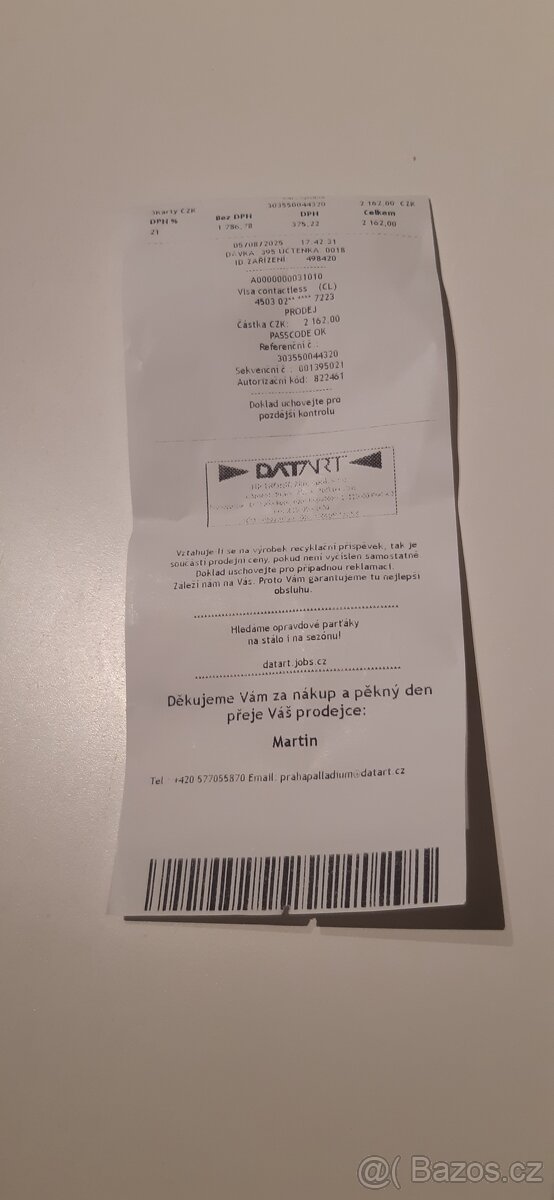 3Karty CZK 303550044320 2 162,00 CZK
DPH % Bez DPH DPH Celkem
21 1 786,78 375,22 2 162,00
05/08/2025 17:42:31
DÁVKA 395 ÚČTENKA 0018
ID ZAŘÍZENÍ 498420
A0000000031010
Visa contactless (CL)
4503 02** **** 7223
PRODEJ
Částka CZK: 2 162,00
PASSCODE OK
Referenční č.:
303550044320
Sekvenční č.: 001395021
Autorizační kód: 822461
Doklad uchovejte pro
pozdější kontrolu
DATART
Vztahuje li se na výrobek recyklační příspěvek, tak je
součástí prodejní ceny, pokud není vyčíslen samostatně
Doklad uschovejte pro případnou reklamaci.
Záleží nám na Vás. Proto Vám garantujeme tu nejlepší
obsluhu.
Hledáme opravdové parťáky
na stálo i na sezónu!
datart.jobs.cz
Děkujeme Vám za nákup a pěkný den
přeje Váš prodejce:
Martin
Tel.: +420 577055870 Email: prahapalladium@datart.cz
@( Bazos.cz